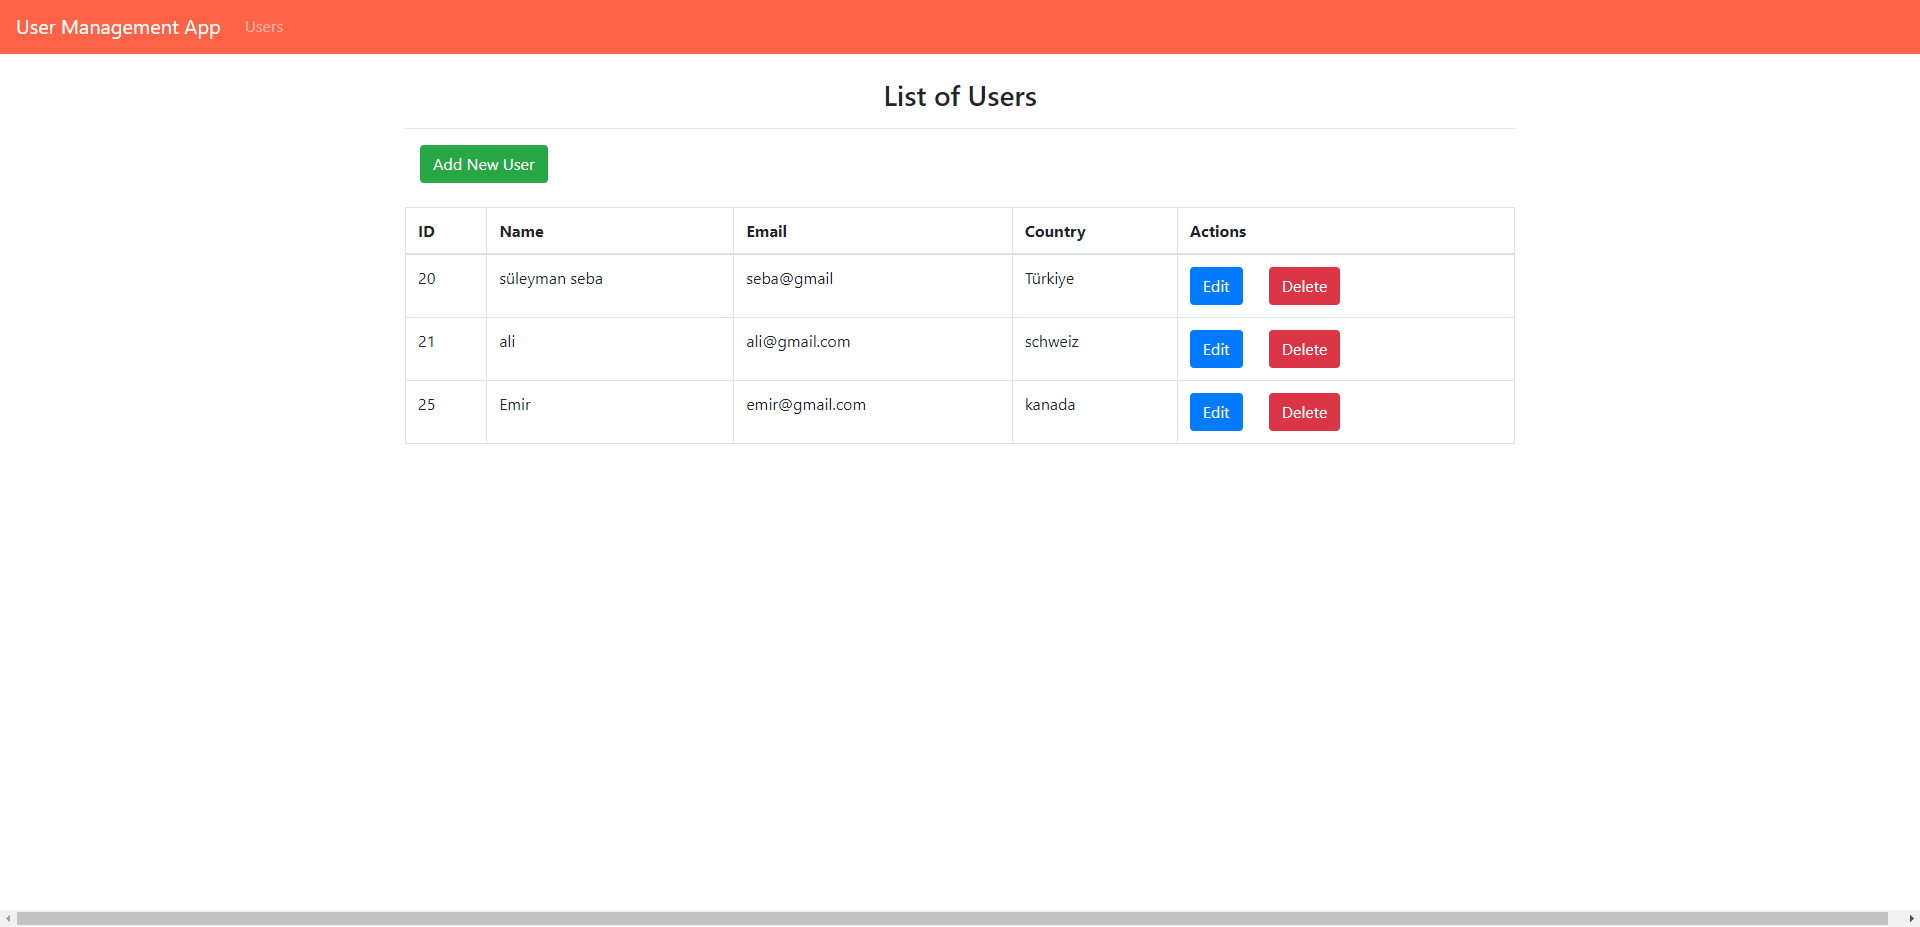 User Management App Users
List of Users
Add New User
ID Name Email Country Actions
20 süleyman seba seba@gmail Türkiye Edit Delete
21 ali ali@gmail.com schweiz Edit Delete
25 Emir emir@gmail.com kanada Edit Delete